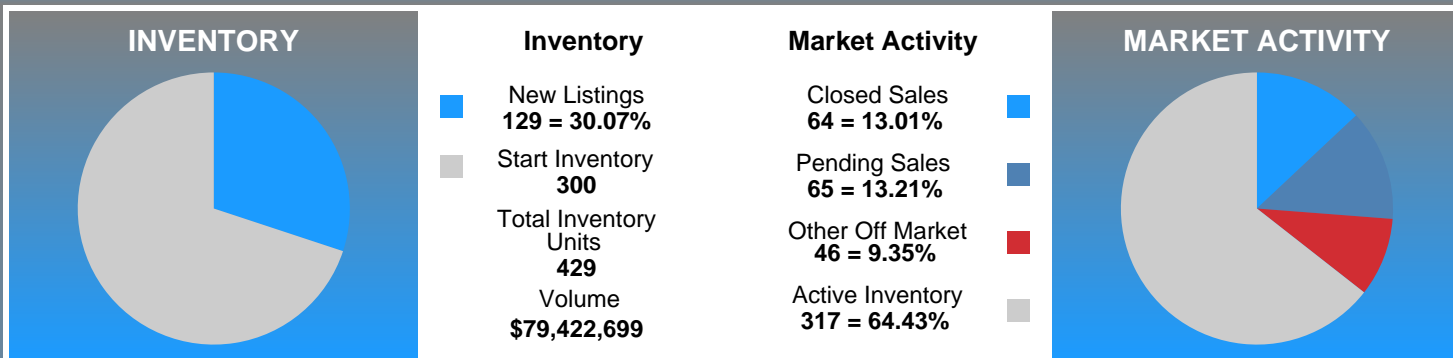 INVENTORY
Inventory
New Listings
129 = 30.07%
Start Inventory
300
Total Inventory
Units
429
Volume
$79,422,699
Market Activity
Closed Sales
64 = 13.01%
Pending Sales
65 = 13.21%
Other Off Market
46 = 9.35%
Active Inventory
317 = 64.43%
MARKET ACTIVITY